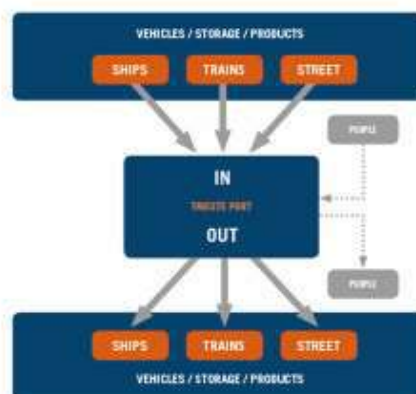 VEHICLES / STORAGE / PRODUCTS
SHIPS TRAINS STREET
PEOPLE
IN
TRIESTE PORT
OUT
PEOPLE
SHIPS TRAINS STREET
VEHICLES / STORAGE / PRODUCTS